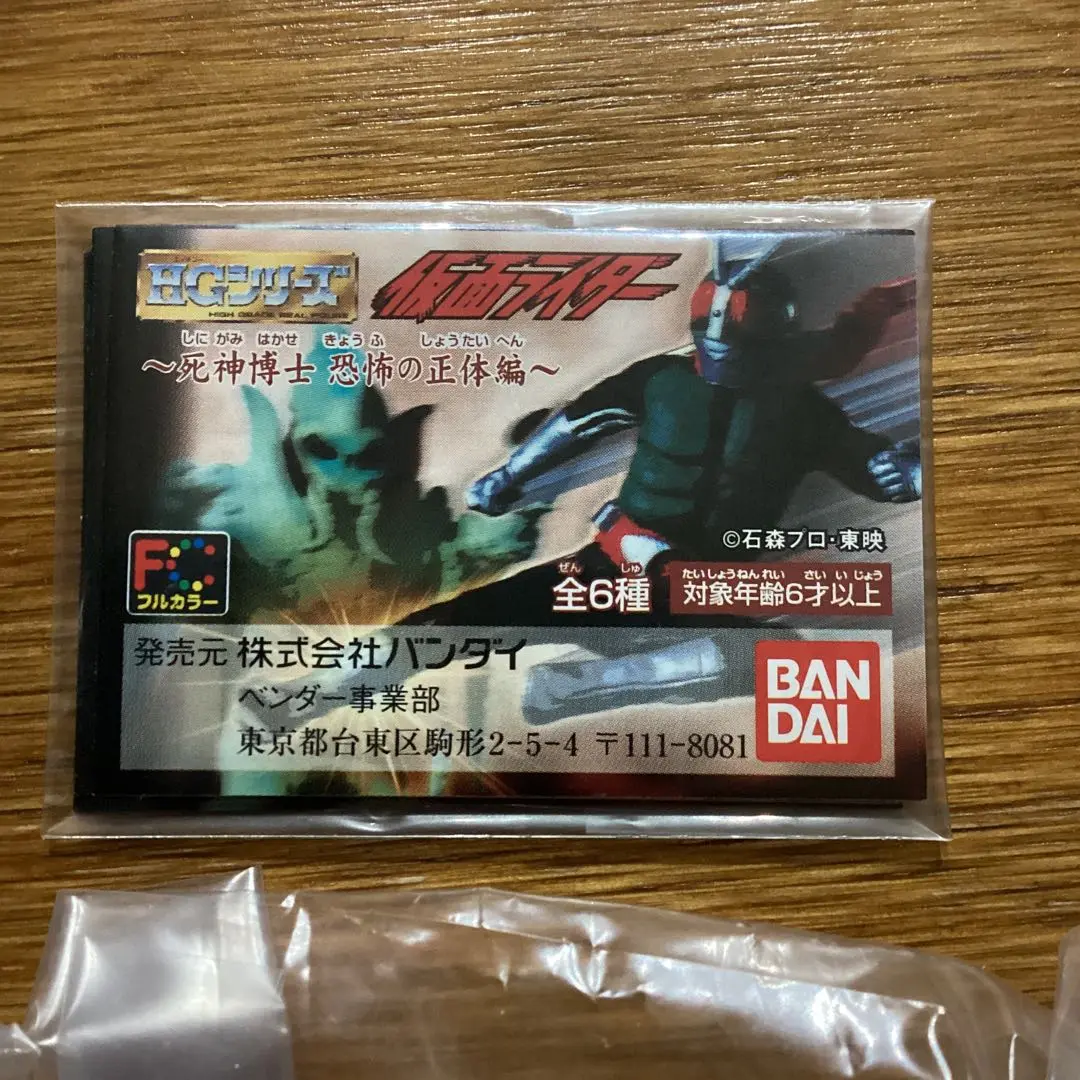 HGシリーズ
HIGH GRADE REAL FIGURE
仮面ライダー
しにがみ はかせ きょうふ しょうたいへん
～死神博士 恐怖の正体編～
©石森プロ・東映
FC
フルカラー
ぜん しゅ
全6種
たいしょうねんれい さいいじょう
対象年齢6才以上
発売元 株式会社バンダイ
ベンダー事業部
東京都台東区駒形2-5-4 〒111-8081
BAN
DAI